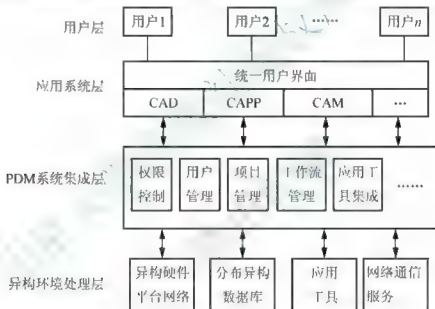 用户层
用户1 用户2 …… 用户n
应用系统层
统一用户界面
CAD CAPP CAM …
PDM系统集成层
权限 用户 项目 工作流 应用工
控制 管理 管理 管理 具集成 ……
异构环境处理层
异构硬件 分布异构 应用 网络通信
平台网络 数据库 工具 服务